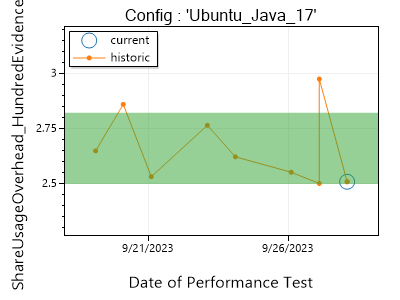 Config : 'Ubuntu_Java_17'
current
historic
ShareUsageOverhead_HundredEvidence
3
2.75
2.5
9/21/2023
9/26/2023
Date of Performance Test